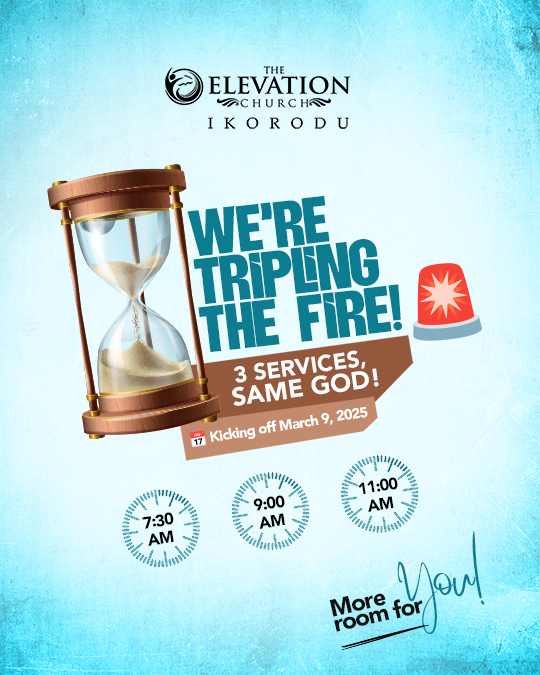 THE
ELEVATION
CHURCH
IKORODU
WE'RE
TRIPLING
THE FIRE!
3 SERVICES,
SAME GOD!
17 Kicking off March 9, 2025
7:30
AM
9:00
AM
11:00
AM
More
room for You!